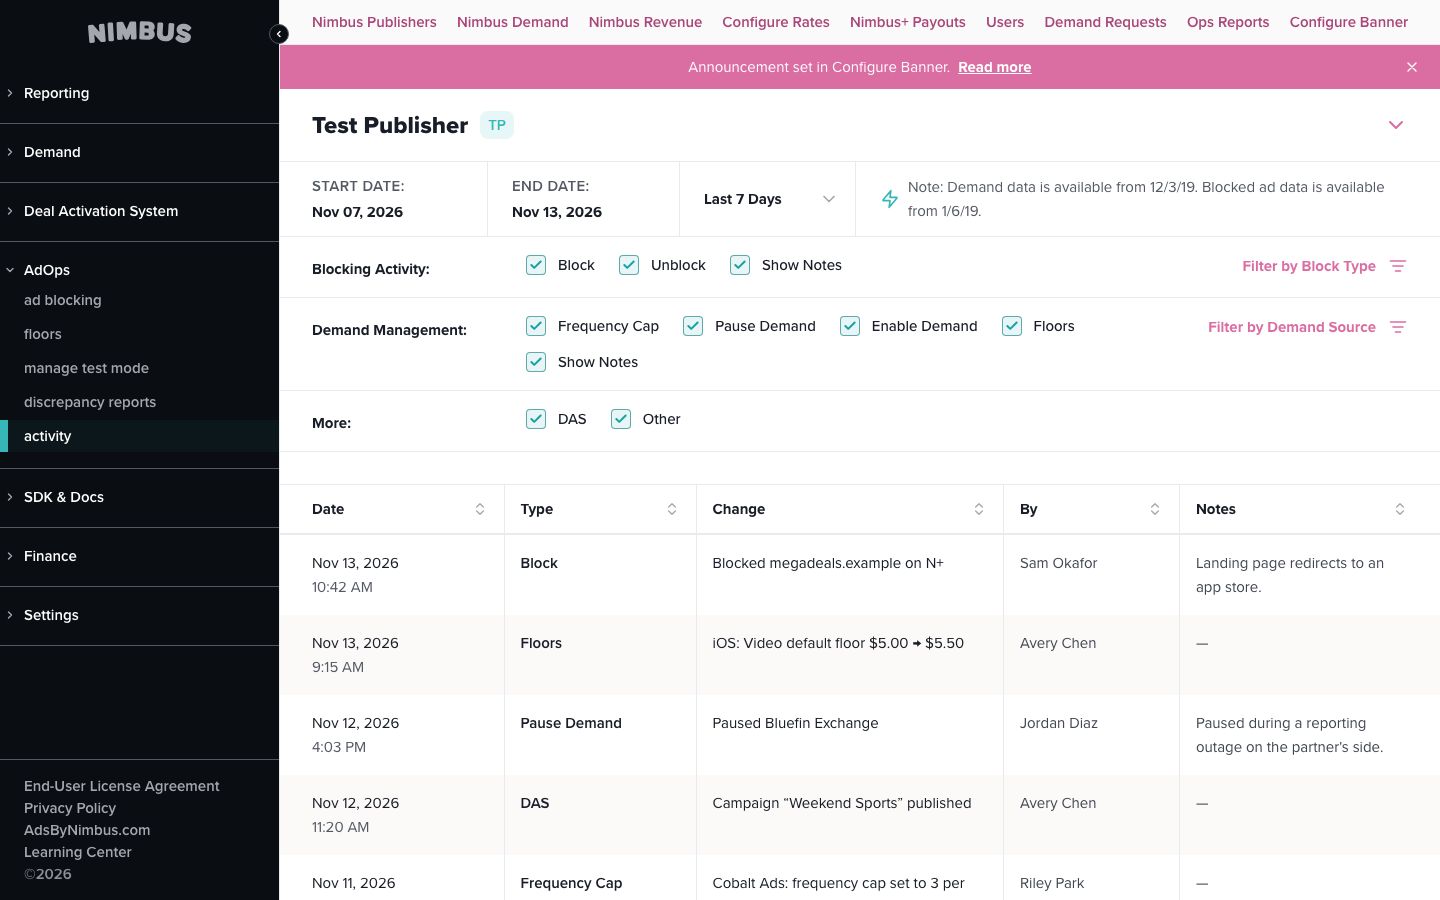 NIMBUS
Nimbus Publishers Nimbus Demand Nimbus Revenue Configure Rates Nimbus+ Payouts Users Demand Requests Ops Reports Configure Banner
Announcement set in Configure Banner. Read more
Reporting
Demand
Deal Activation System
AdOps
ad blocking
floors
manage test mode
discrepancy reports
activity
SDK & Docs
Finance
Settings
End-User License Agreement
Privacy Policy
AdsByNimbus.com
Learning Center
©2026
Test Publisher TP
START DATE:
Nov 07, 2026
END DATE:
Nov 13, 2026
Last 7 Days
Note: Demand data is available from 12/3/19. Blocked ad data is available
from 1/6/19.
Blocking Activity: Block Unblock Show Notes Filter by Block Type
Demand Management: Frequency Cap Pause Demand Enable Demand Floors Filter by Demand Source
Show Notes
More: DAS Other
Date Type Change By Notes
Nov 13, 2026 Block Blocked megadeals.example on N+ Sam Okafor Landing page redirects to an
10:42 AM app store.
Nov 13, 2026 Floors iOS: Video default floor $5.00 → $5.50 Avery Chen —
9:15 AM
Nov 12, 2026 Pause Demand Paused Bluefin Exchange Jordan Diaz Paused during a reporting
4:03 PM outage on the partner’s side.
Nov 12, 2026 DAS Campaign “Weekend Sports” published Avery Chen —
11:20 AM
Nov 11, 2026 Frequency Cap Cobalt Ads: frequency cap set to 3 per Riley Park —